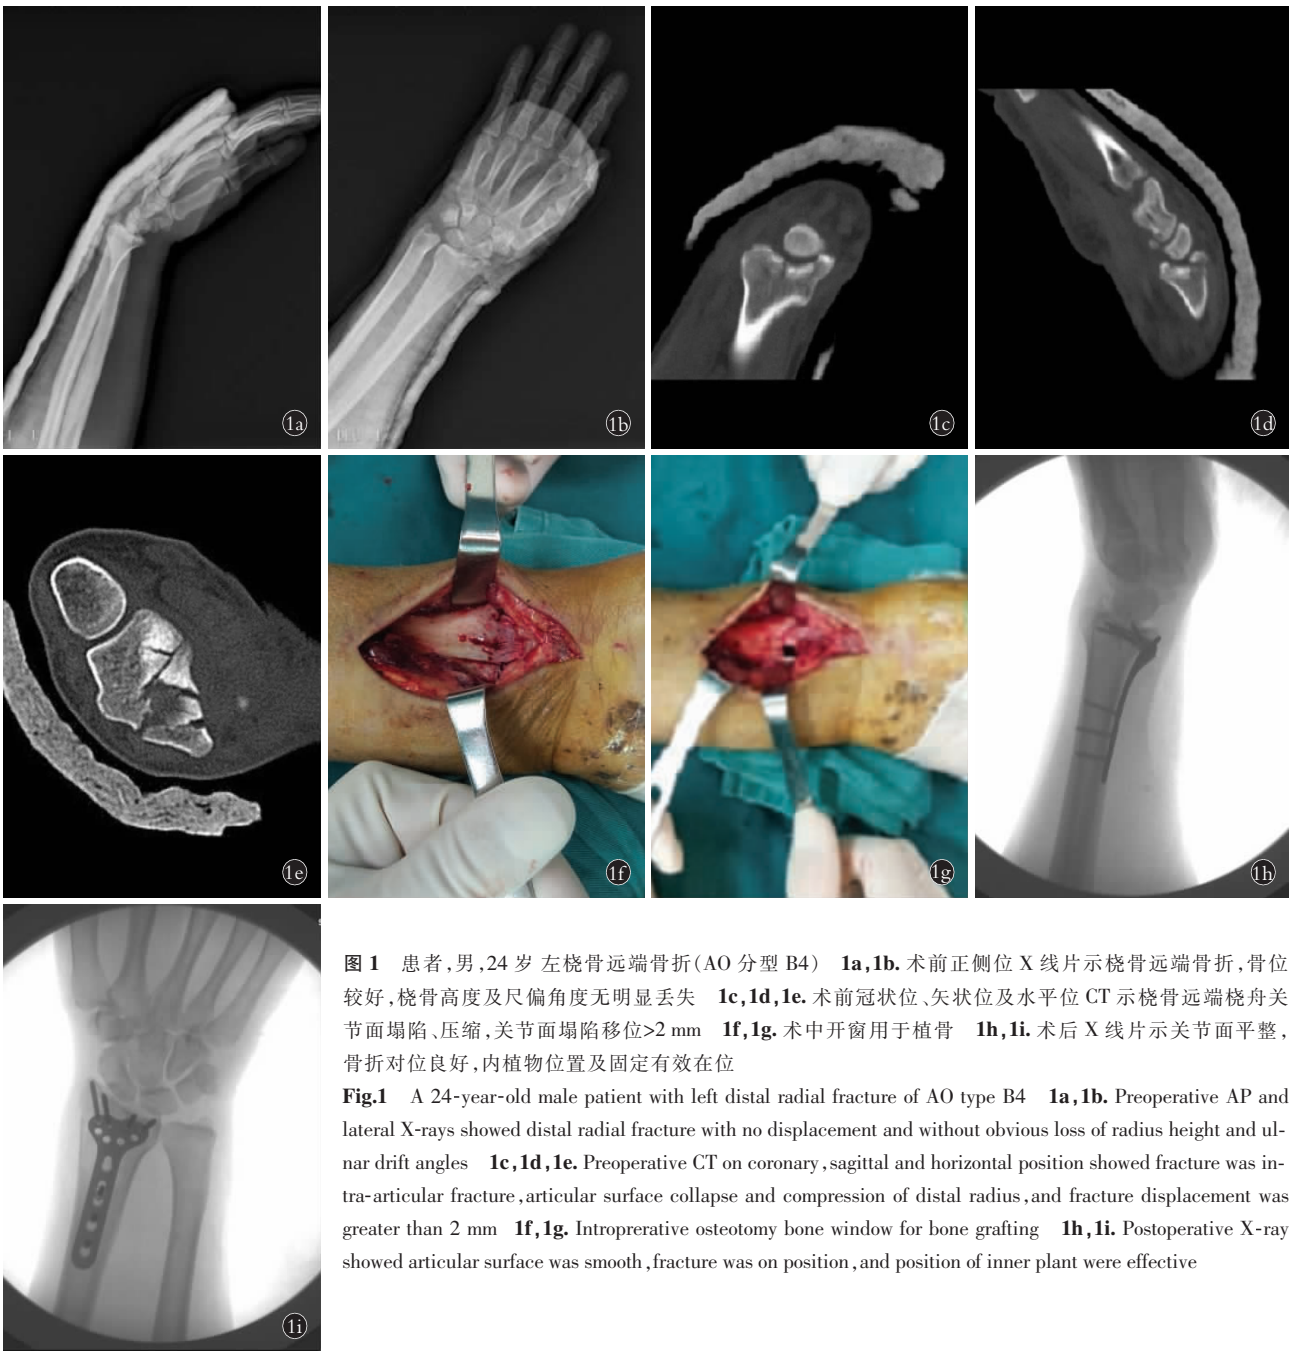 1a
1b
1c
1d
1e
1f
1g
1h
1i
图 1 患者,男,24 岁 左桡骨远端骨折(AO 分型 B4) 1a,1b. 术前正侧位 X 线片示桡骨远端骨折,骨位
较好,桡骨高度及尺偏角度无明显丢失 1c,1d,1e. 术前冠状位、矢状位及水平位 CT 示桡骨远端桡舟关
节面塌陷、压缩,关节面塌陷移位>2 mm 1f,1g. 术中开窗用于植骨 1h,1i. 术后 X 线片示关节面平整,
骨折对位良好,内植物位置及固定有效在位
Fig.1 A 24-year-old male patient with left distal radial fracture of AO type B4 1a,1b. Preoperative AP and
lateral X-rays showed distal radial fracture with no displacement and without obvious loss of radius height and ul-
nar drift angles 1c,1d,1e. Preoperative CT on coronary,sagittal and horizontal position showed fracture was in-
tra-articular fracture,articular surface collapse and compression of distal radius,and fracture displacement was
greater than 2 mm 1f,1g. Introprerative osteotomy bone window for bone grafting 1h,1i. Postoperative X-ray
showed articular surface was smooth,fracture was on position,and position of inner plant were effective